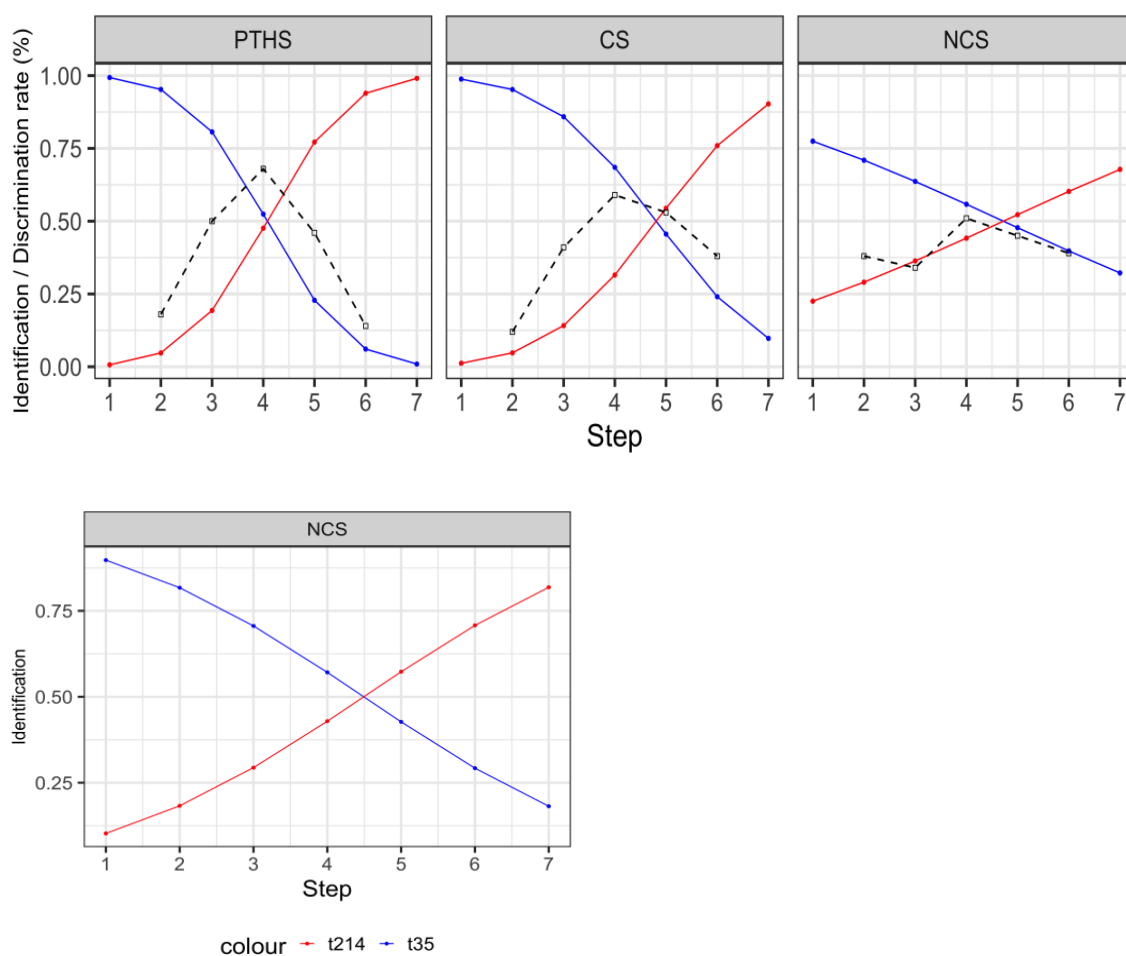 Identification / Discrimination rate (%)
PTHS CS NCS
1.00
0.75
0.50
0.25
0.00
1 2 3 4 5 6 7 1 2 3 4 5 6 7 1 2 3 4 5 6 7
Step
NCS
Identification
0.75
0.50
0.25
1 2 3 4 5 6 7
Step
colour t214 t35